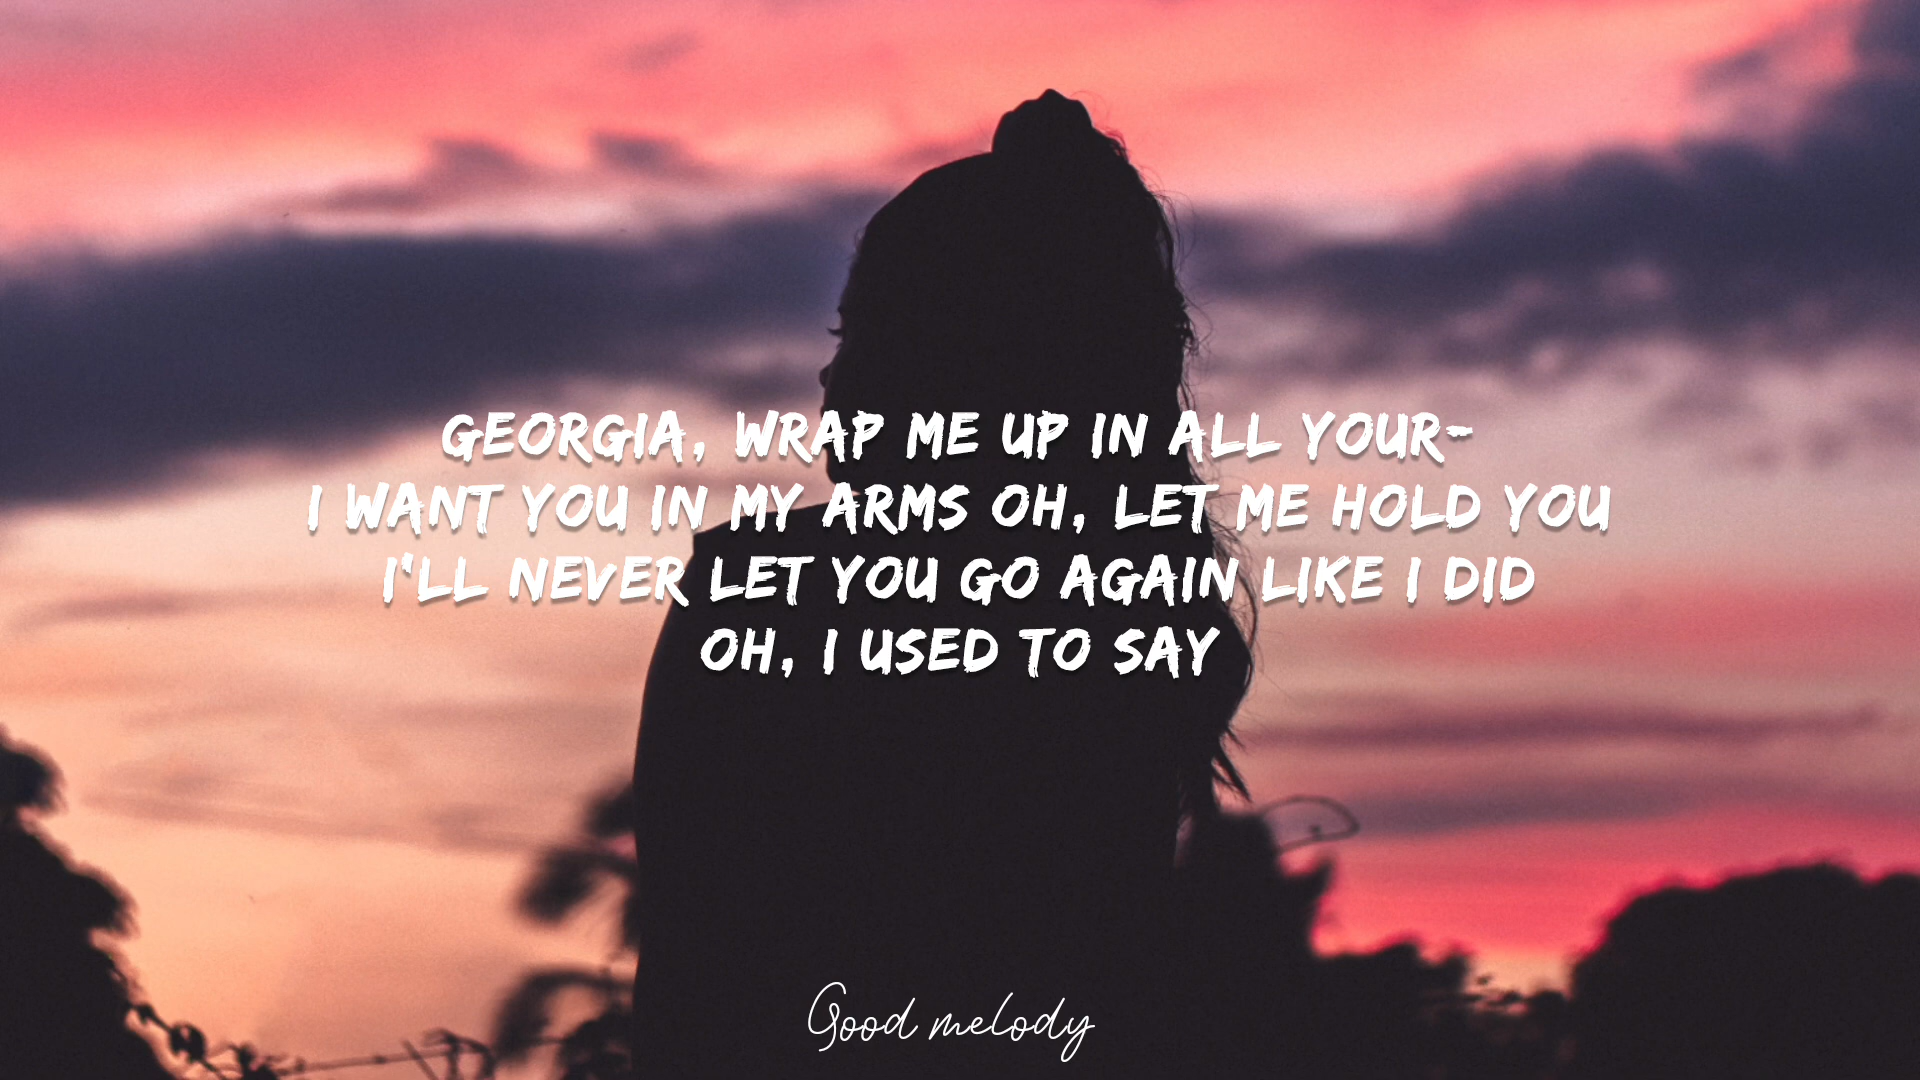 GEORGIA, WRAP ME UP IN ALL YOUR-
I WANT YOU IN MY ARMS OH, LET ME HOLD YOU
I'LL NEVER LET YOU GO AGAIN LIKE I DID
OH, I USED TO SAY
Good melody